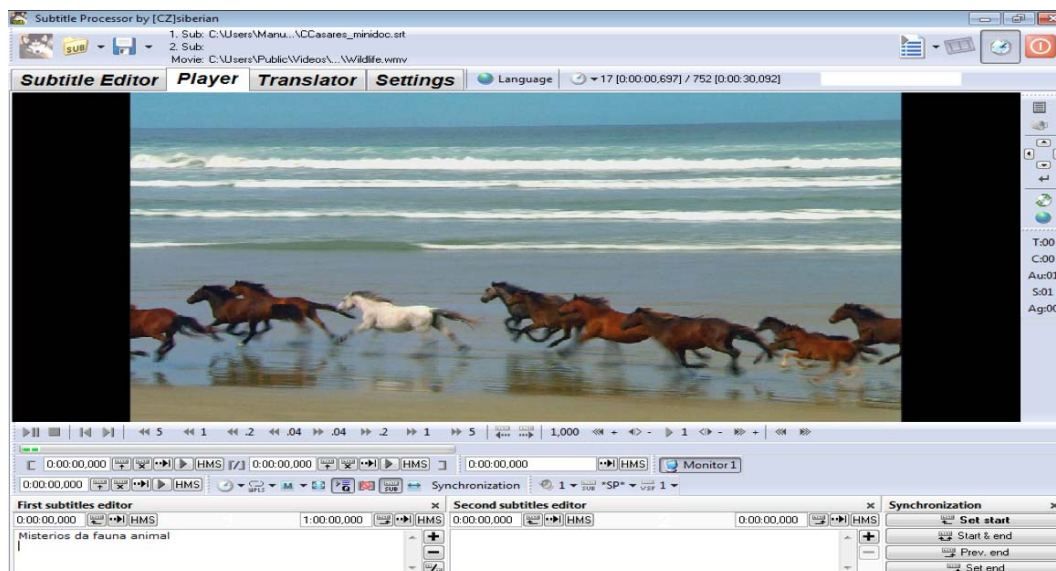 Subtitle Processor by [CZ]siberian
1. Sub: C:\Users\Manu...\CCasares_minidoc.srt
2. Sub:
Movie: C:\Users\Public\Videos\...\Wildlife.wmv
SUB
Subtitle Editor Player Translator Settings Language 17 [0:00:00,697] / 752 [0:00:30,092]
T:00
C:00
Au:01
S:01
Ag:00
5 1 .2 .04 .04 .2 1 5 1,000 + - 1 - +
0:00:00,000 HMS 0:00:00,000 HMS 0:00:00,000 HMS Monitor 1
0:00:00,000 HMS MPLS M SUB Synchronization 1 SUB *SP* VSF 1
First subtitles editor x Second subtitles editor x Synchronization x
0:00:00,000 HMS 1:00:00,000 HMS 0:00:00,000 HMS 0:00:00,000 HMS Set start
Misterios da fauna animal Start & end
Prev. end
Set end